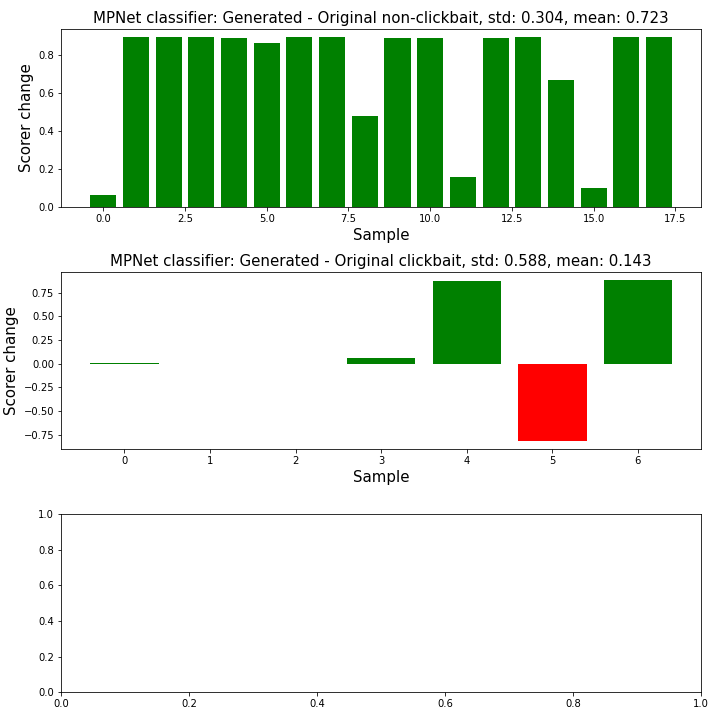 MPNet classifier: Generated - Original non-clickbait, std: 0.304, mean: 0.723
Scorer change
0.8
0.6
0.4
0.2
0.0
0.0 2.5 5.0 7.5 10.0 12.5 15.0 17.5
Sample
MPNet classifier: Generated - Original clickbait, std: 0.588, mean: 0.143
Scorer change
0.75
0.50
0.25
0.00
−0.25
−0.50
−0.75
0 1 2 3 4 5 6
Sample
1.0
0.8
0.6
0.4
0.2
0.0
0.0 0.2 0.4 0.6 0.8 1.0